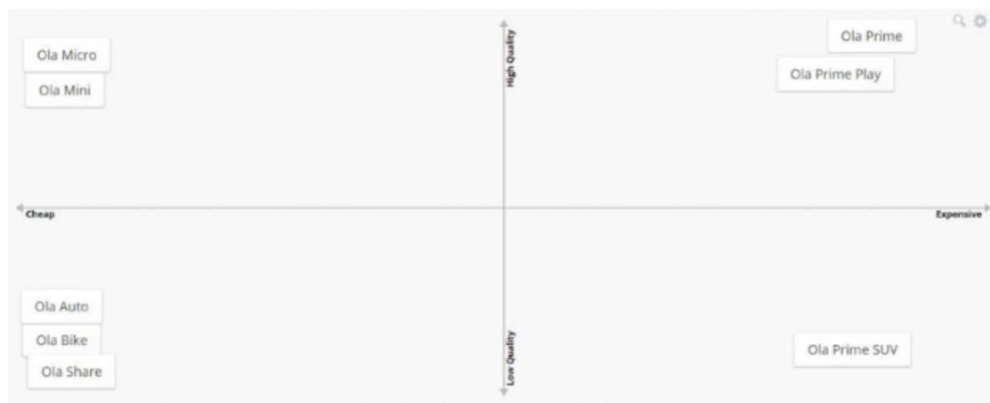 Ola Prime
Ola Micro
High Quality
Ola Prime Play
Ola Mini
Cheap
Expensive
Ola Auto
Ola Bike
Low Quality
Ola Prime SUV
Ola Share